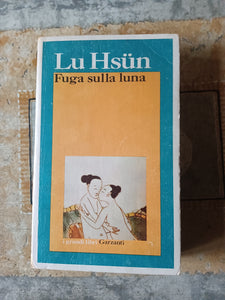 Lu Hsün
Fuga sulla luna
i grandi libri Garzanti